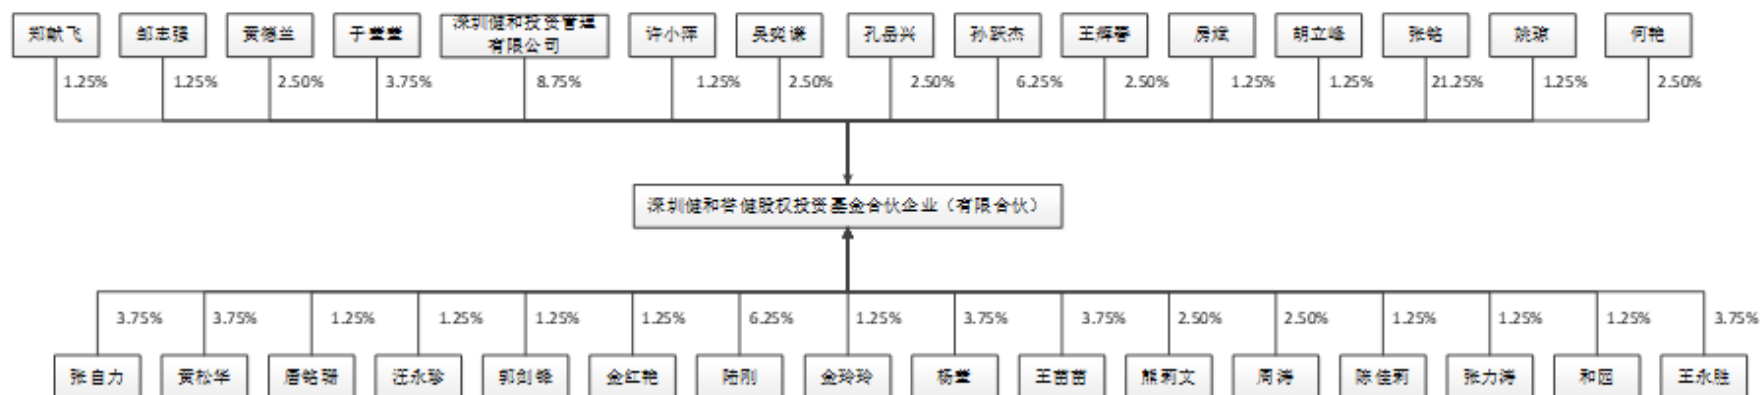 郑献飞 邹志强 黄德兰 于莹莹 深圳健和投资管理 许小萍 吴奕谦 孔岳兴 孙跃杰 王辉春 房斌 胡立峰 张铭 姚琼 何艳
有限公司
1.25% 1.25% 2.50% 3.75% 8.75% 1.25% 2.50% 2.50% 6.25% 2.50% 1.25% 1.25% 21.25% 1.25% 2.50%
深圳健和誉健股权投资基金合伙企业（有限合伙）
3.75% 3.75% 1.25% 1.25% 1.25% 1.25% 6.25% 1.25% 3.75% 3.75% 2.50% 2.50% 1.25% 1.25% 1.25% 3.75%
张自力 黄松华 唐铭珊 汪永珍 郭剑锋 金红艳 陆刚 金玲玲 杨莹 王苗苗 熊莉文 周涛 陈佳莉 张力涛 和园 王永胜